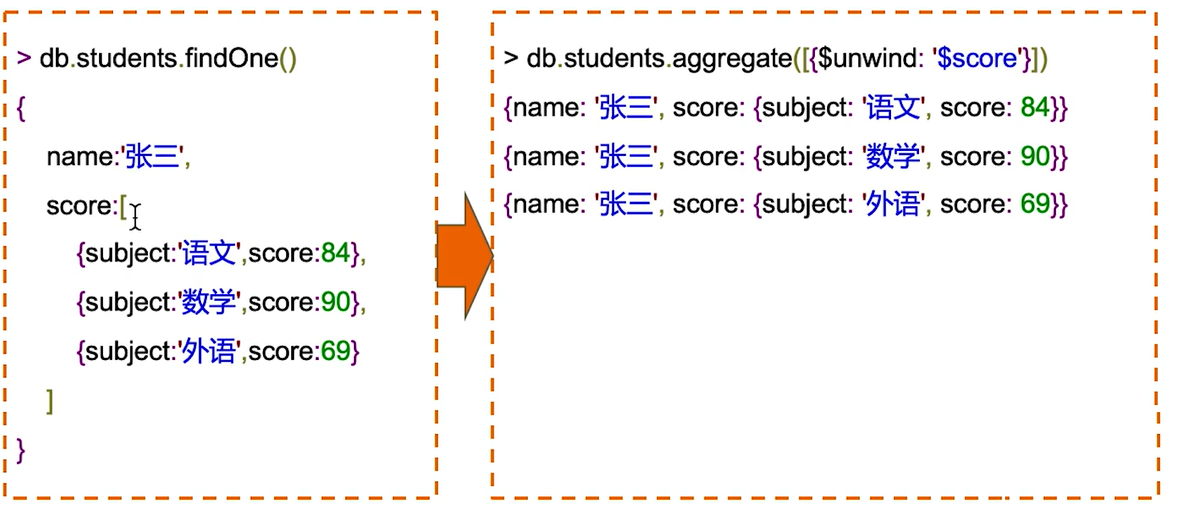 > db.students.findOne()
{
name:'张三',
score:[
{subject:'语文',score:84},
{subject:'数学',score:90},
{subject:'外语',score:69}
]
}
> db.students.aggregate([{$unwind: '$score'}])
{name: '张三', score: {subject: '语文', score: 84}}
{name: '张三', score: {subject: '数学', score: 90}}
{name: '张三', score: {subject: '外语', score: 69}}